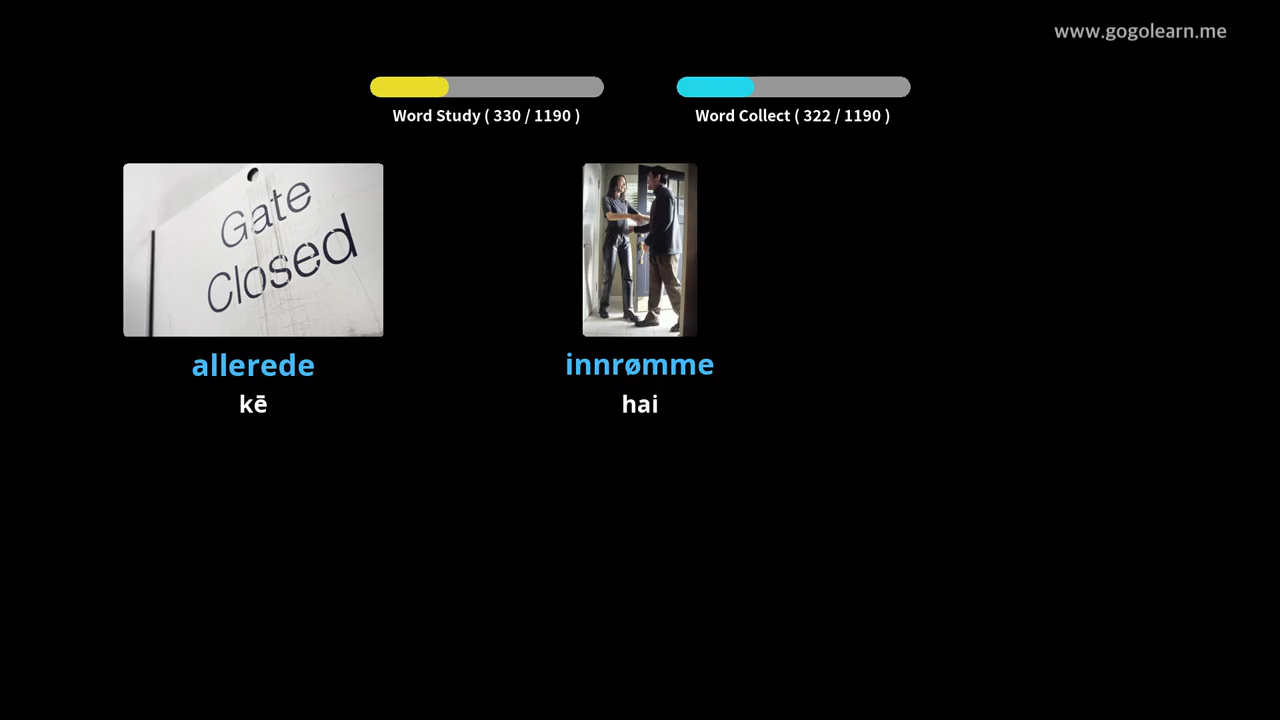 www.gogolearn.me
Word Study ( 330 / 1190 )
Word Collect ( 322 / 1190 )
Gate
Closed
allerede
kē
innrømme
hai